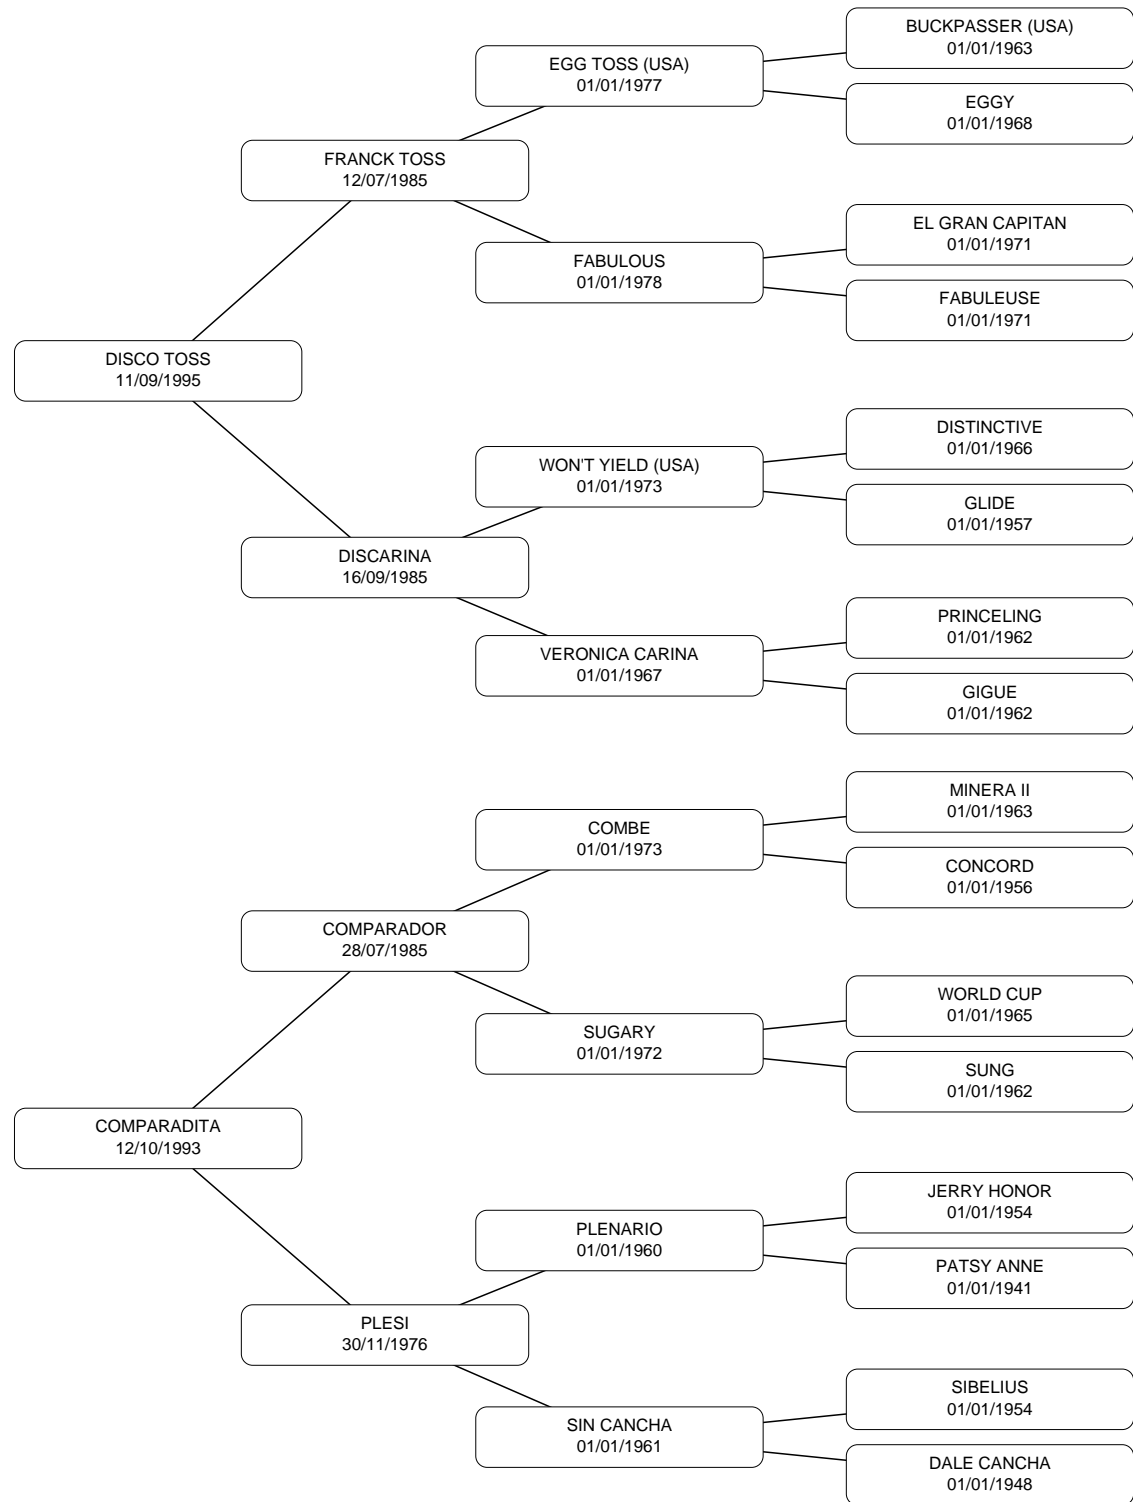 BUCKPASSER (USA)
01/01/1963
EGG TOSS (USA)
01/01/1977
EGGY
01/01/1968
FRANCK TOSS
12/07/1985
EL GRAN CAPITAN
01/01/1971
FABULOUS
01/01/1978
FABULEUSE
01/01/1971
DISCO TOSS
11/09/1995
DISTINCTIVE
01/01/1966
WON'T YIELD (USA)
01/01/1973
GLIDE
01/01/1957
DISCARINA
16/09/1985
PRINCELING
01/01/1962
VERONICA CARINA
01/01/1967
GIGUE
01/01/1962
MINERA II
01/01/1963
COMBE
01/01/1973
CONCORD
01/01/1956
COMPARADOR
28/07/1985
WORLD CUP
01/01/1965
SUGARY
01/01/1972
SUNG
01/01/1962
COMPARADITA
12/10/1993
JERRY HONOR
01/01/1954
PLENARIO
01/01/1960
PATSY ANNE
01/01/1941
PLESI
30/11/1976
SIBELIUS
01/01/1954
SIN CANCHA
01/01/1961
DALE CANCHA
01/01/1948